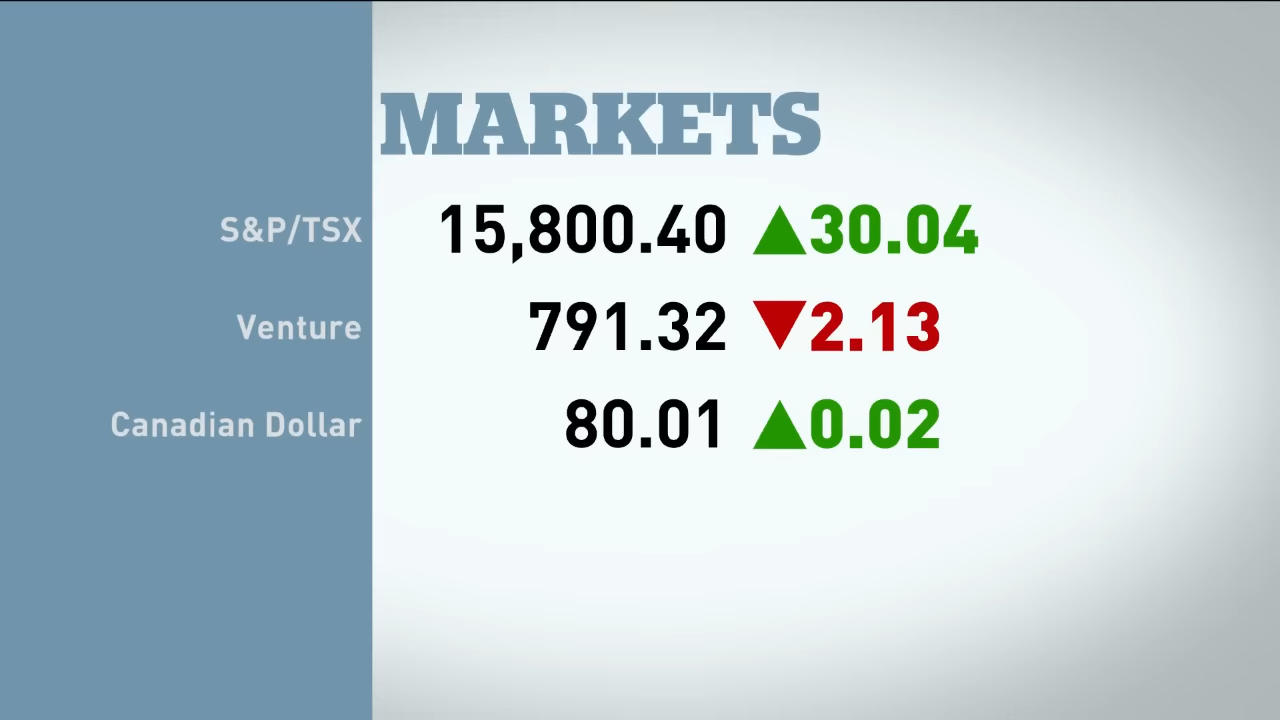 MARKETS
S&P/TSX 15,800.40 ▲30.04
Venture 791.32 ▼2.13
Canadian Dollar 80.01 ▲0.02